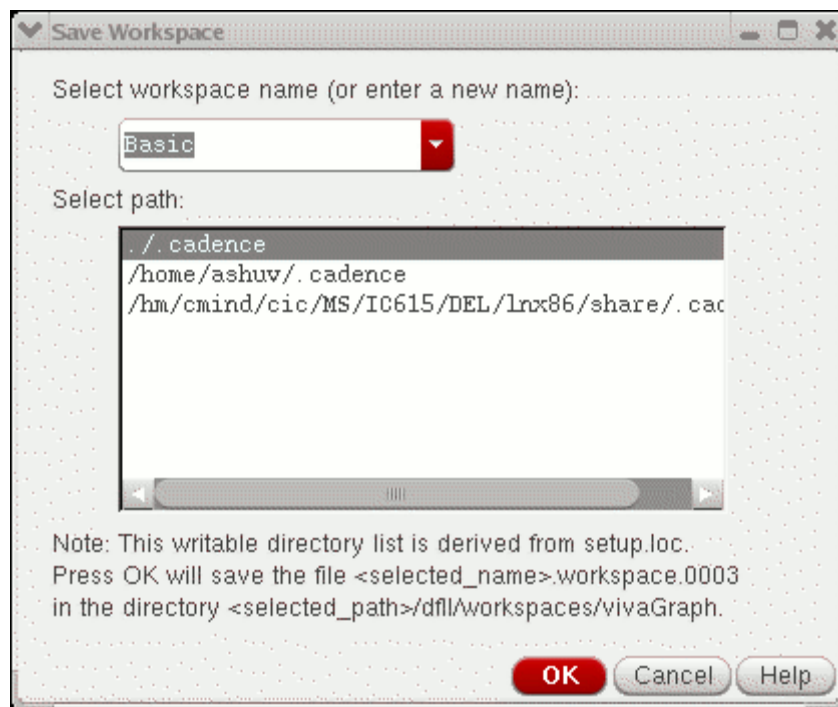 Save Workspace
Select workspace name (or enter a new name):
Basic
Select path:
./.cadence
/home/ashuv/.cadence
/hm/cmind/cic/MS/IC615/DEL/lnx86/share/.cad
Note: This writable directory list is derived from setup.loc.
Press OK will save the file <selected_name>.workspace.0003
in the directory <selected_path>/dfII/workspaces/vivaGraph.
OK Cancel Help